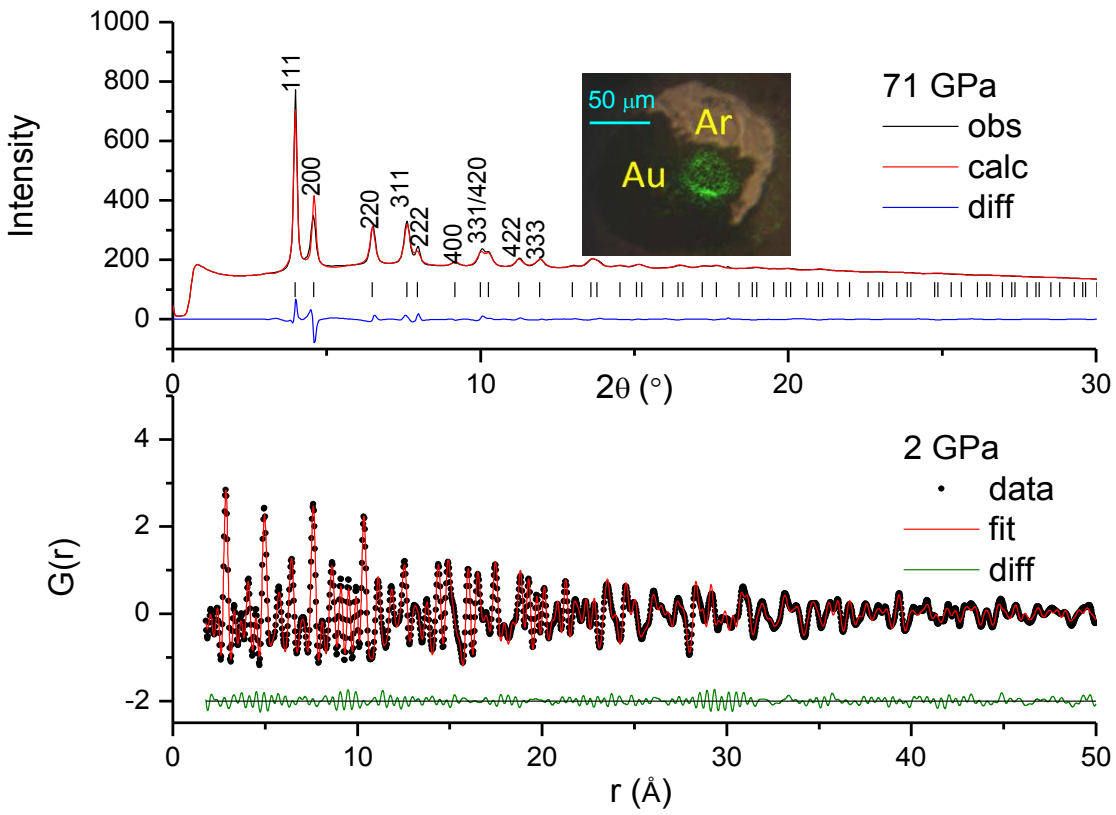 1000
800
600
400
200
0
Intensity
111
200
220
311
222
400
331/420
422
333
50 μm
Ar
Au
71 GPa
obs
calc
diff
0
10
20
30
2θ (°)
4
2
0
-2
G(r)
2 GPa
data
fit
diff
0
10
20
30
40
50
r (Å)